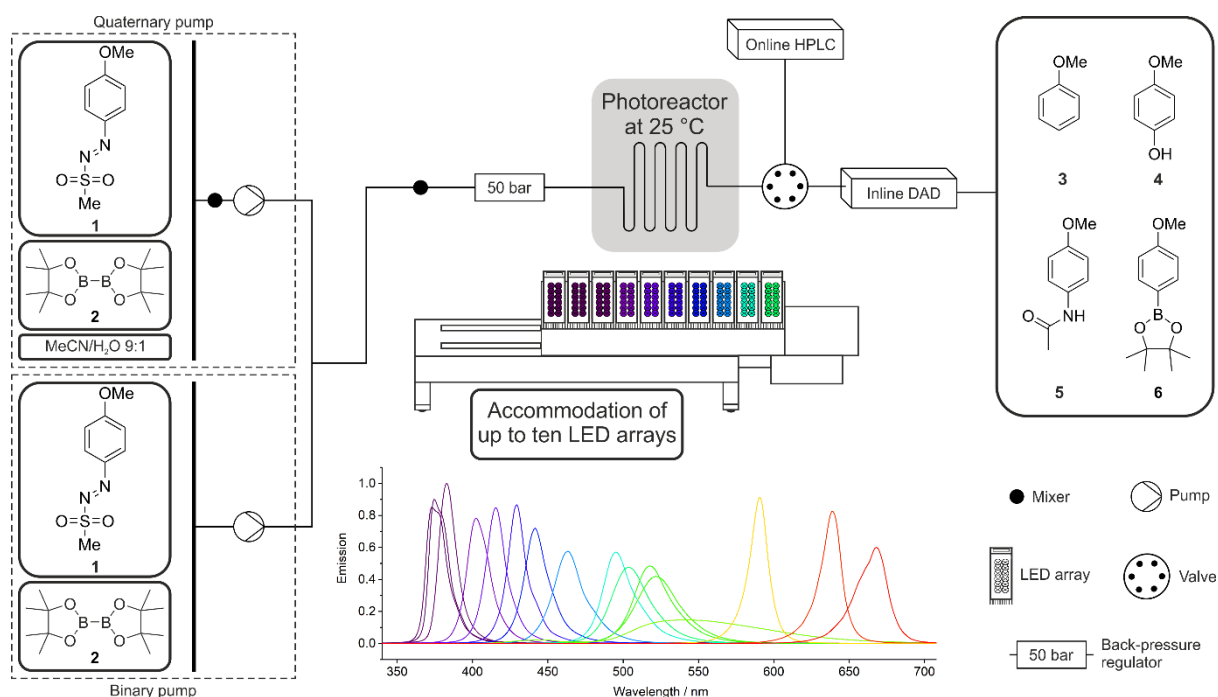 Quaternary pump
OMe
N
N
O=S=O
Me
1
O O
B B
O O
2
MeCN/H₂O 9:1
OMe
N
N
O=S=O
Me
1
O O
B B
O O
2
Binary pump
50 bar
Photoreactor
at 25 °C
Online HPLC
Inline DAD
Accommodation of
up to ten LED arrays
OMe
3
OMe
OH
4
OMe
O NH
5
OMe
B
O O
6
Emission
1.0
0.8
0.6
0.4
0.2
0.0
350 400 450 500 550 600 650 700
Wavelength / nm
Mixer
Pump
LED array
Valve
50 bar
Back-pressure
regulator